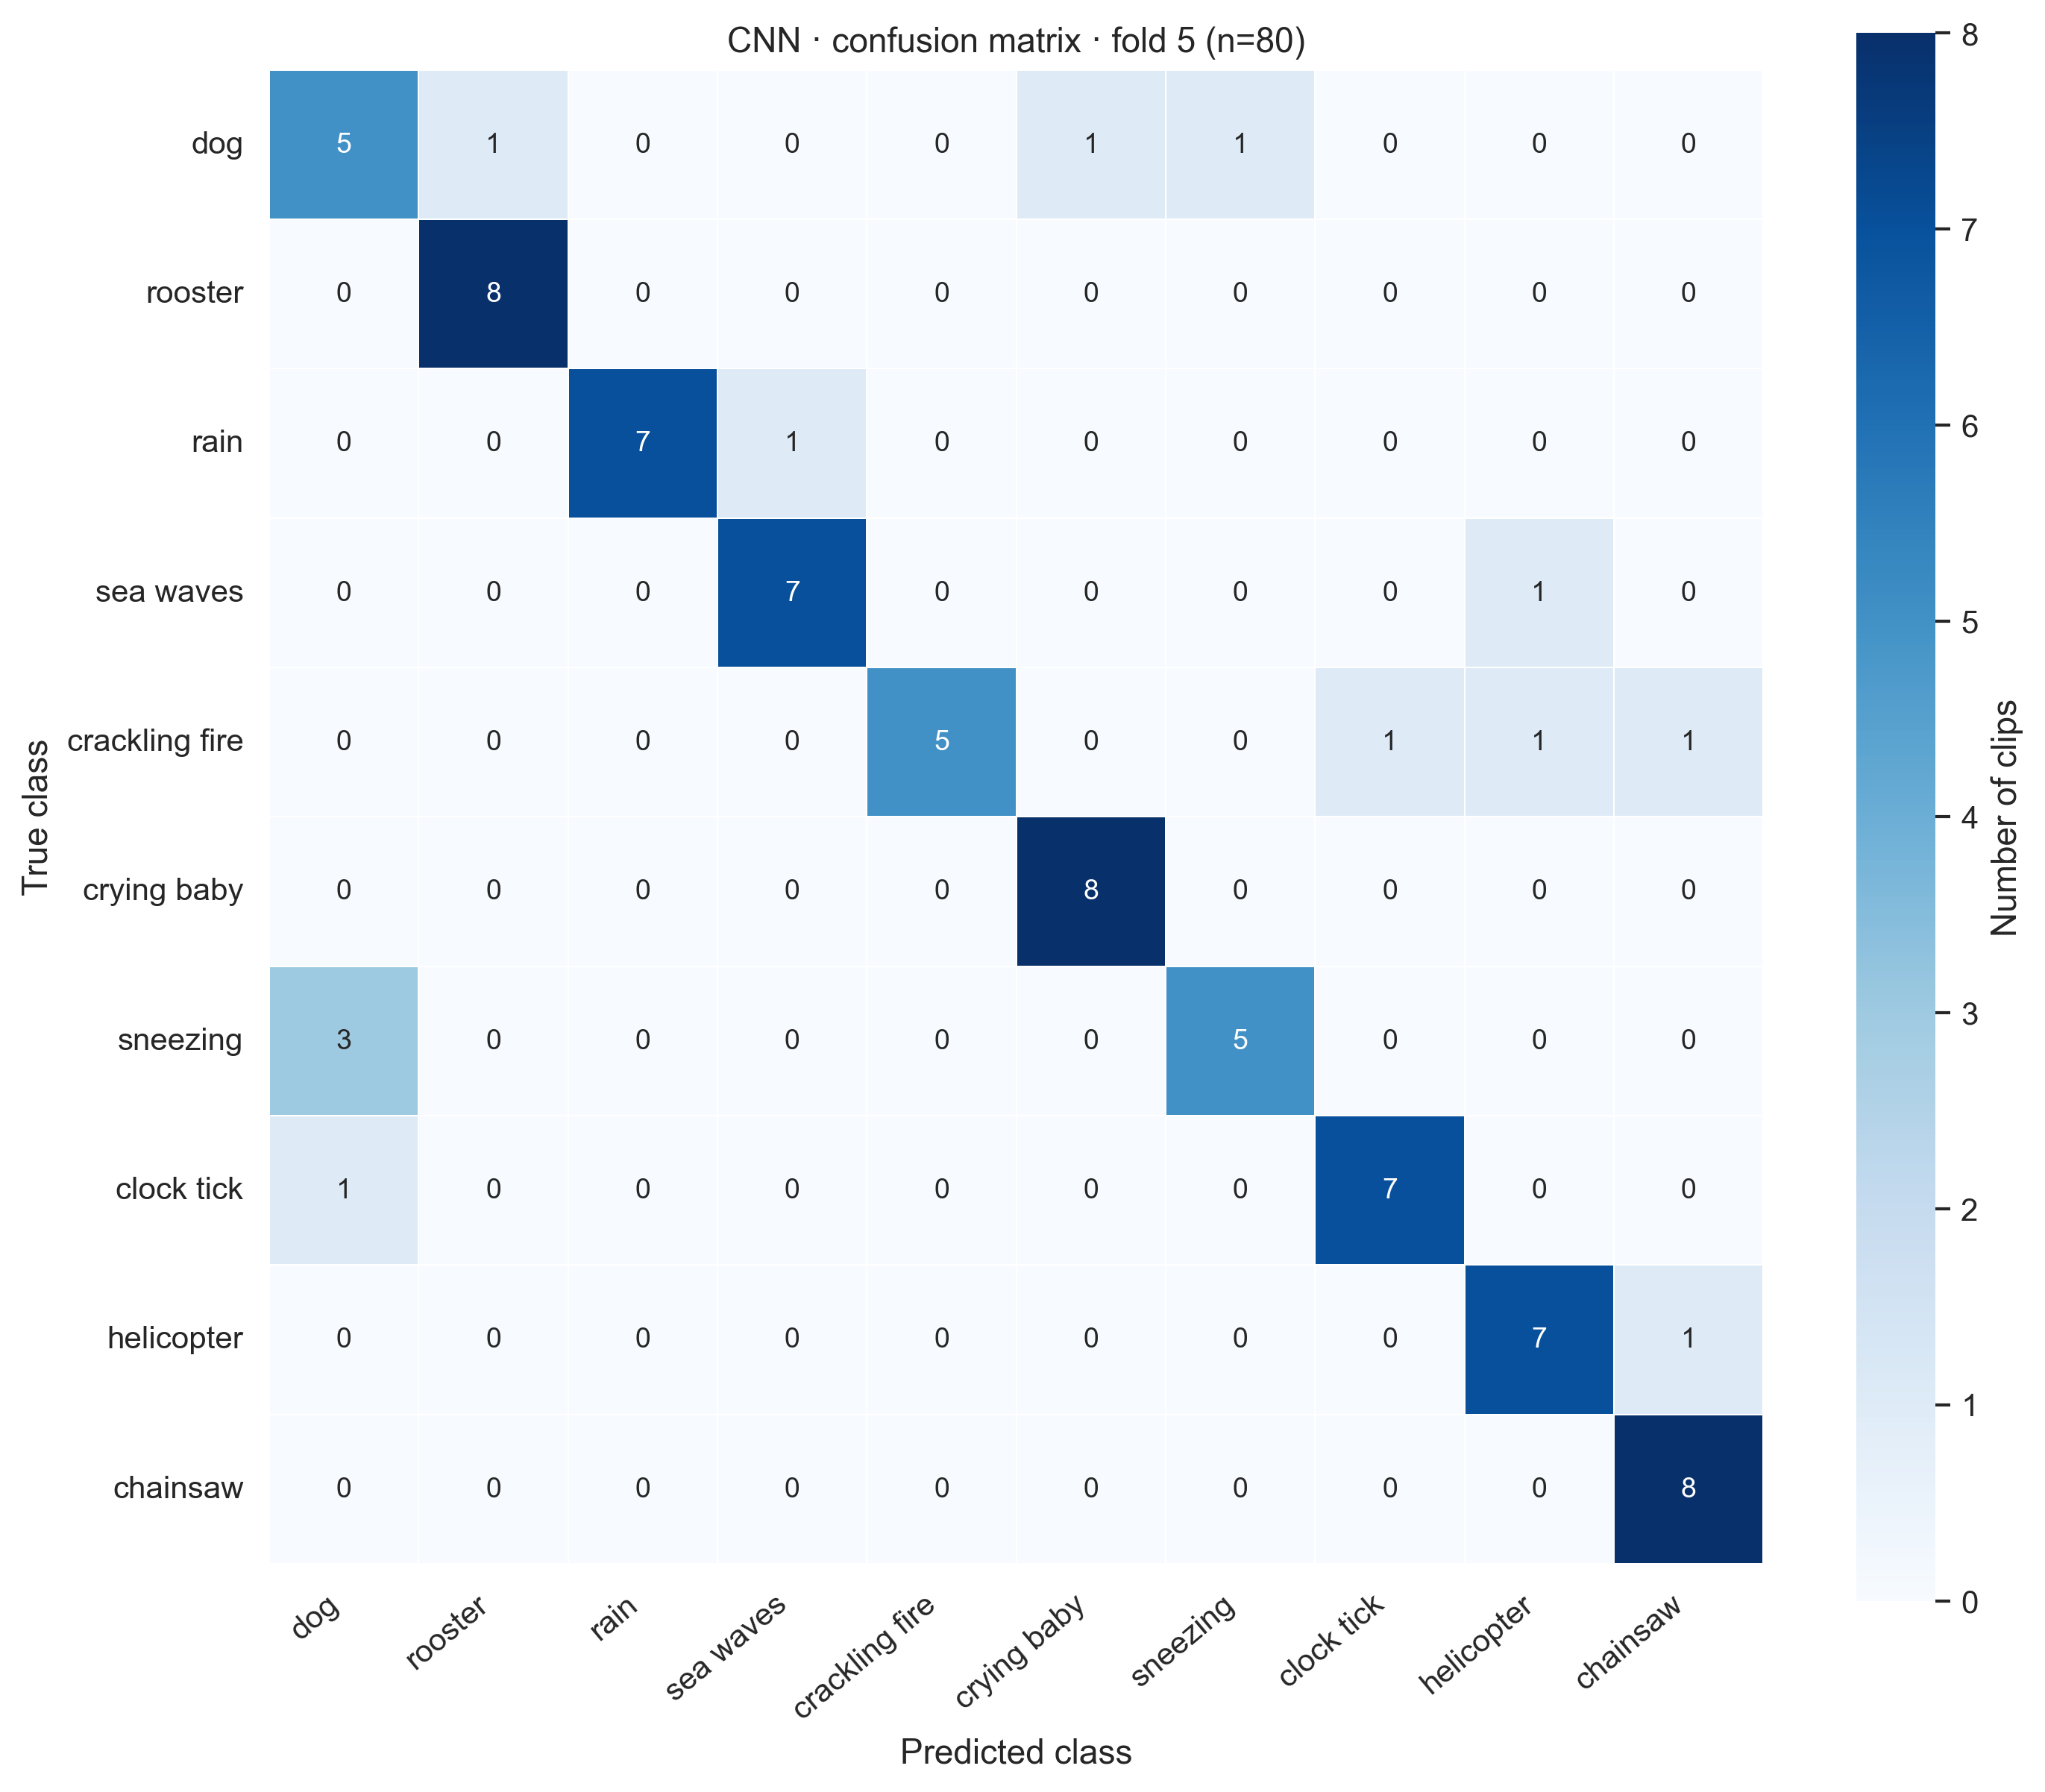 CNN · confusion matrix · fold 5 (n=80)
dog 5 1 0 0 0 1 1 0 0 0
rooster 0 8 0 0 0 0 0 0 0 0
rain 0 0 7 1 0 0 0 0 0 0
sea waves 0 0 0 7 0 0 0 0 1 0
crackling fire 0 0 0 0 5 0 0 1 1 1
crying baby 0 0 0 0 0 8 0 0 0 0
sneezing 3 0 0 0 0 0 5 0 0 0
clock tick 1 0 0 0 0 0 0 7 0 0
helicopter 0 0 0 0 0 0 0 0 7 1
chainsaw 0 0 0 0 0 0 0 0 0 8
dog rooster rain sea waves crackling fire crying baby sneezing clock tick helicopter chainsaw
Predicted class
True class
8
7
6
5
4
3
2
1
0
Number of clips